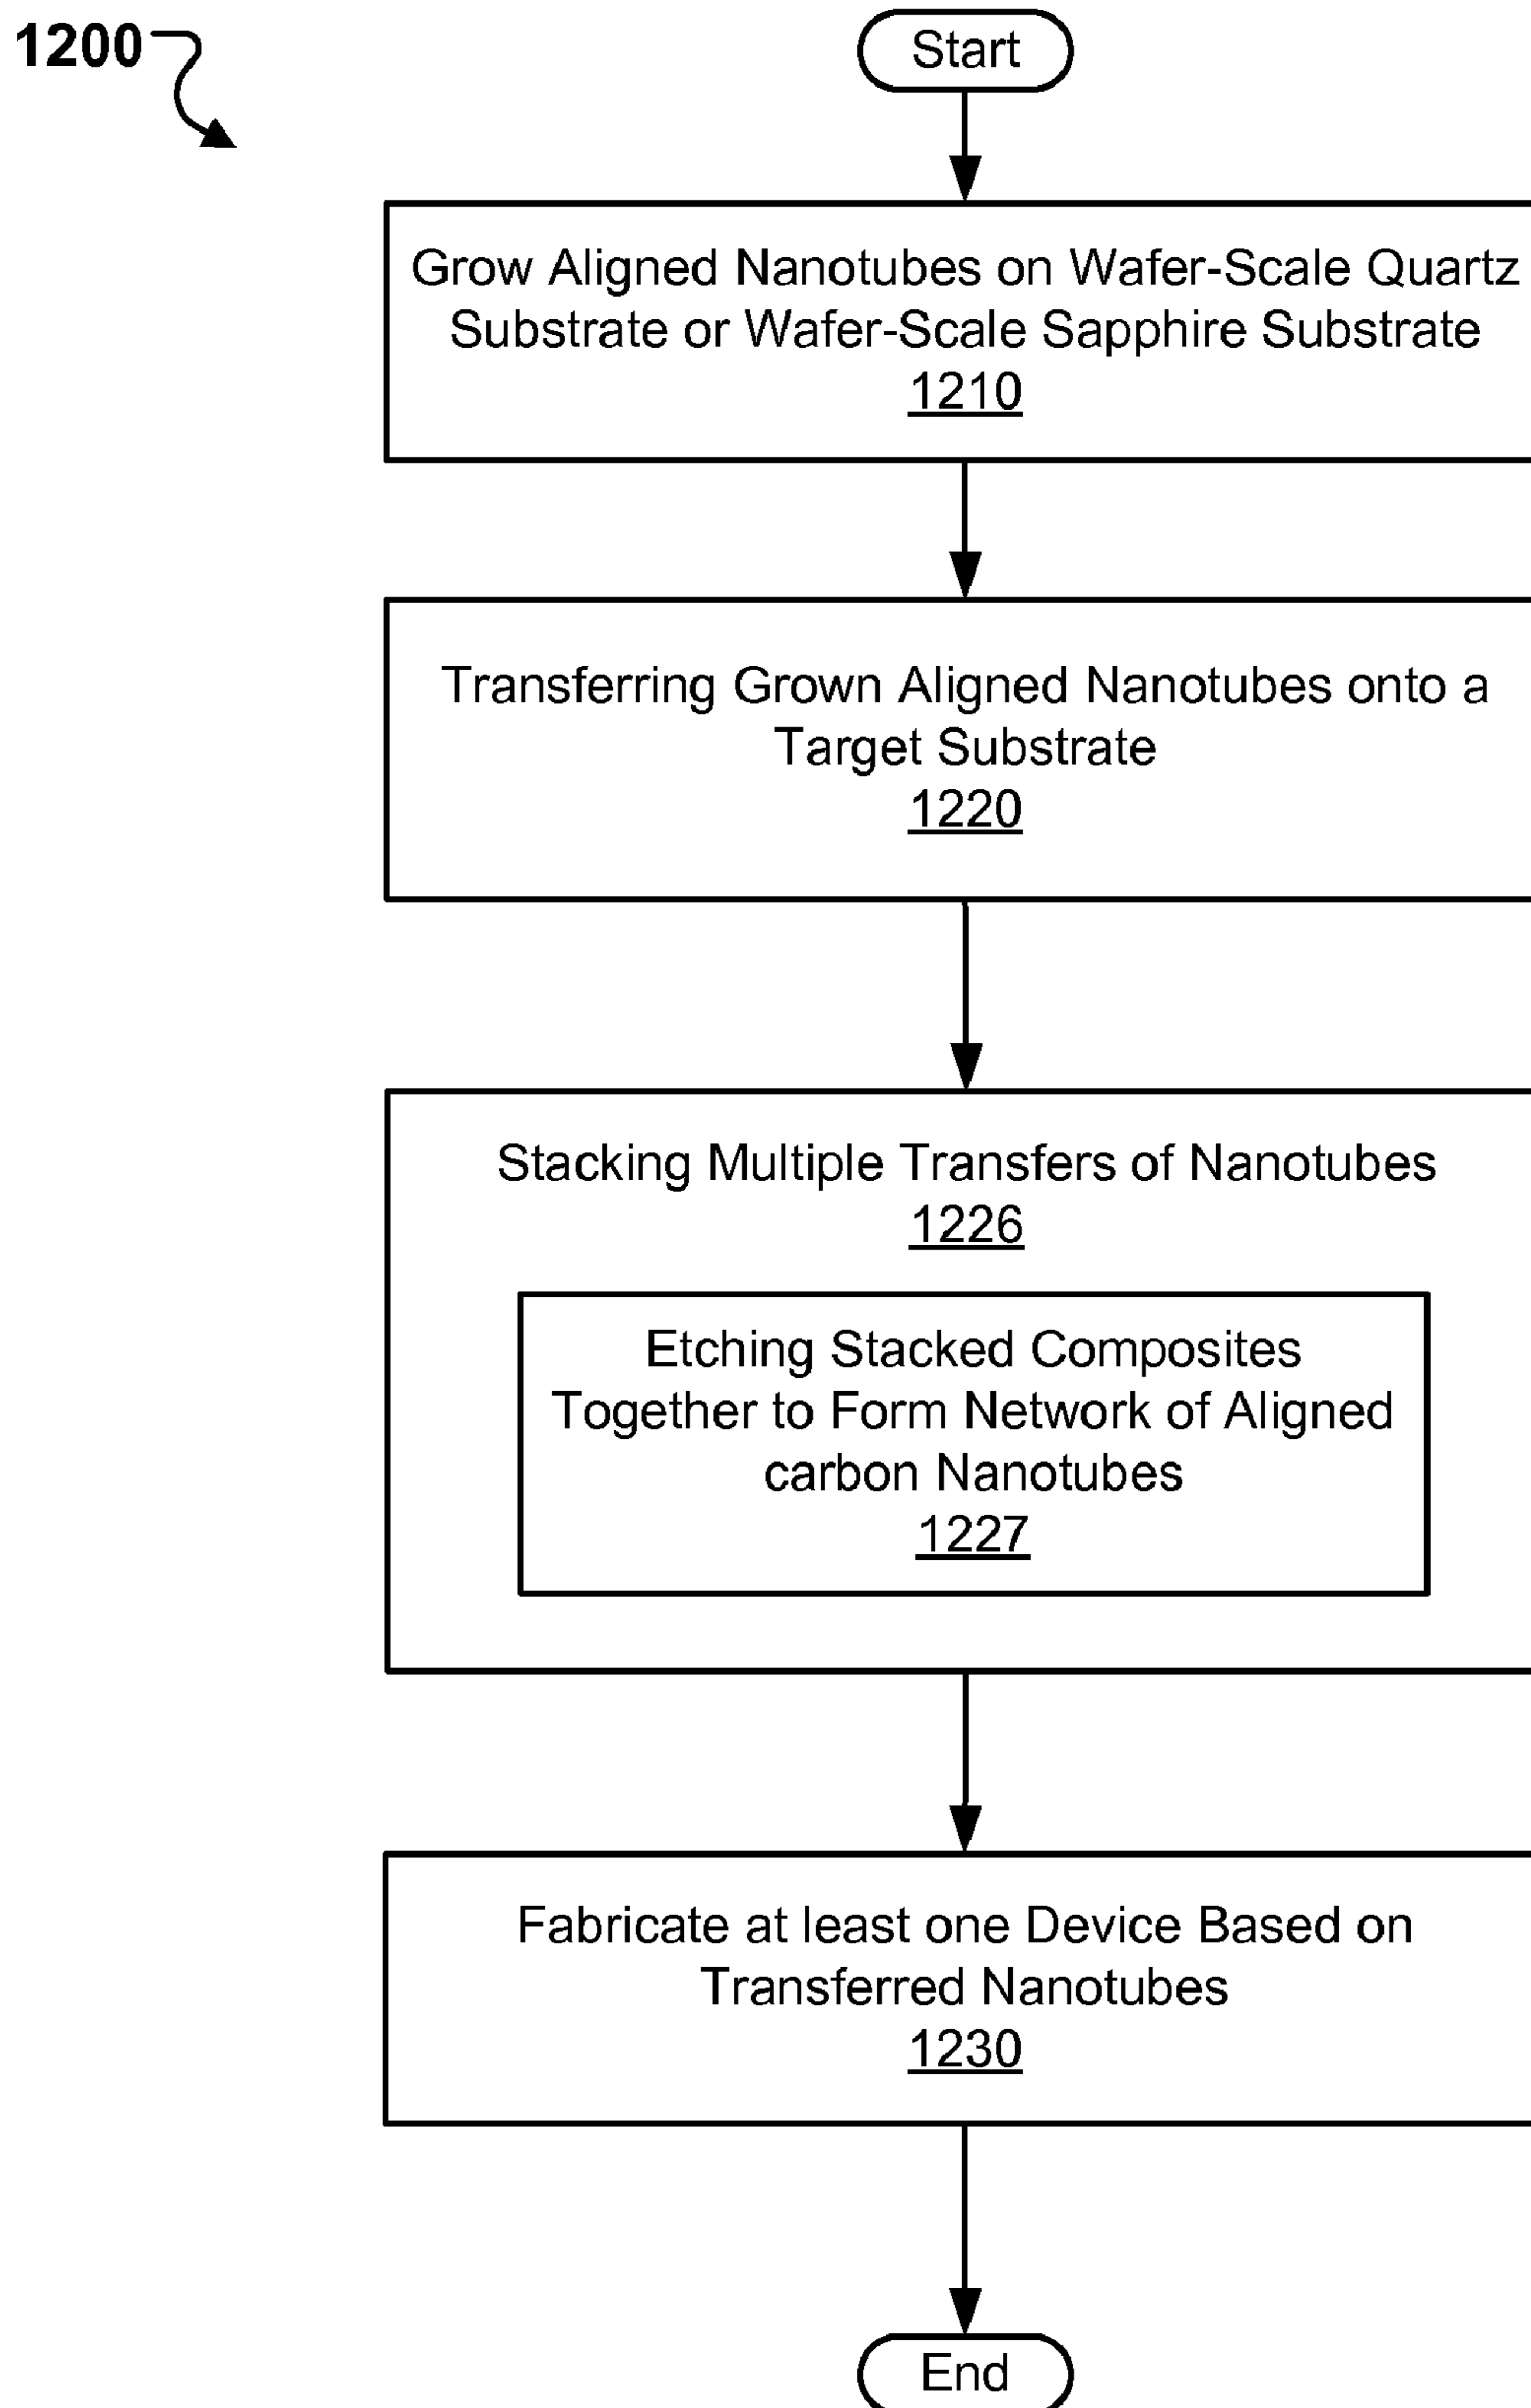 1200
Start
Grow Aligned Nanotubes on Wafer-Scale Quartz
Substrate or Wafer-Scale Sapphire Substrate
1210
Transferring Grown Aligned Nanotubes onto a
Target Substrate
1220
Stacking Multiple Transfers of Nanotubes
1226
Etching Stacked Composites
Together to Form Network of Aligned
carbon Nanotubes
1227
Fabricate at least one Device Based on
Transferred Nanotubes
1230
End